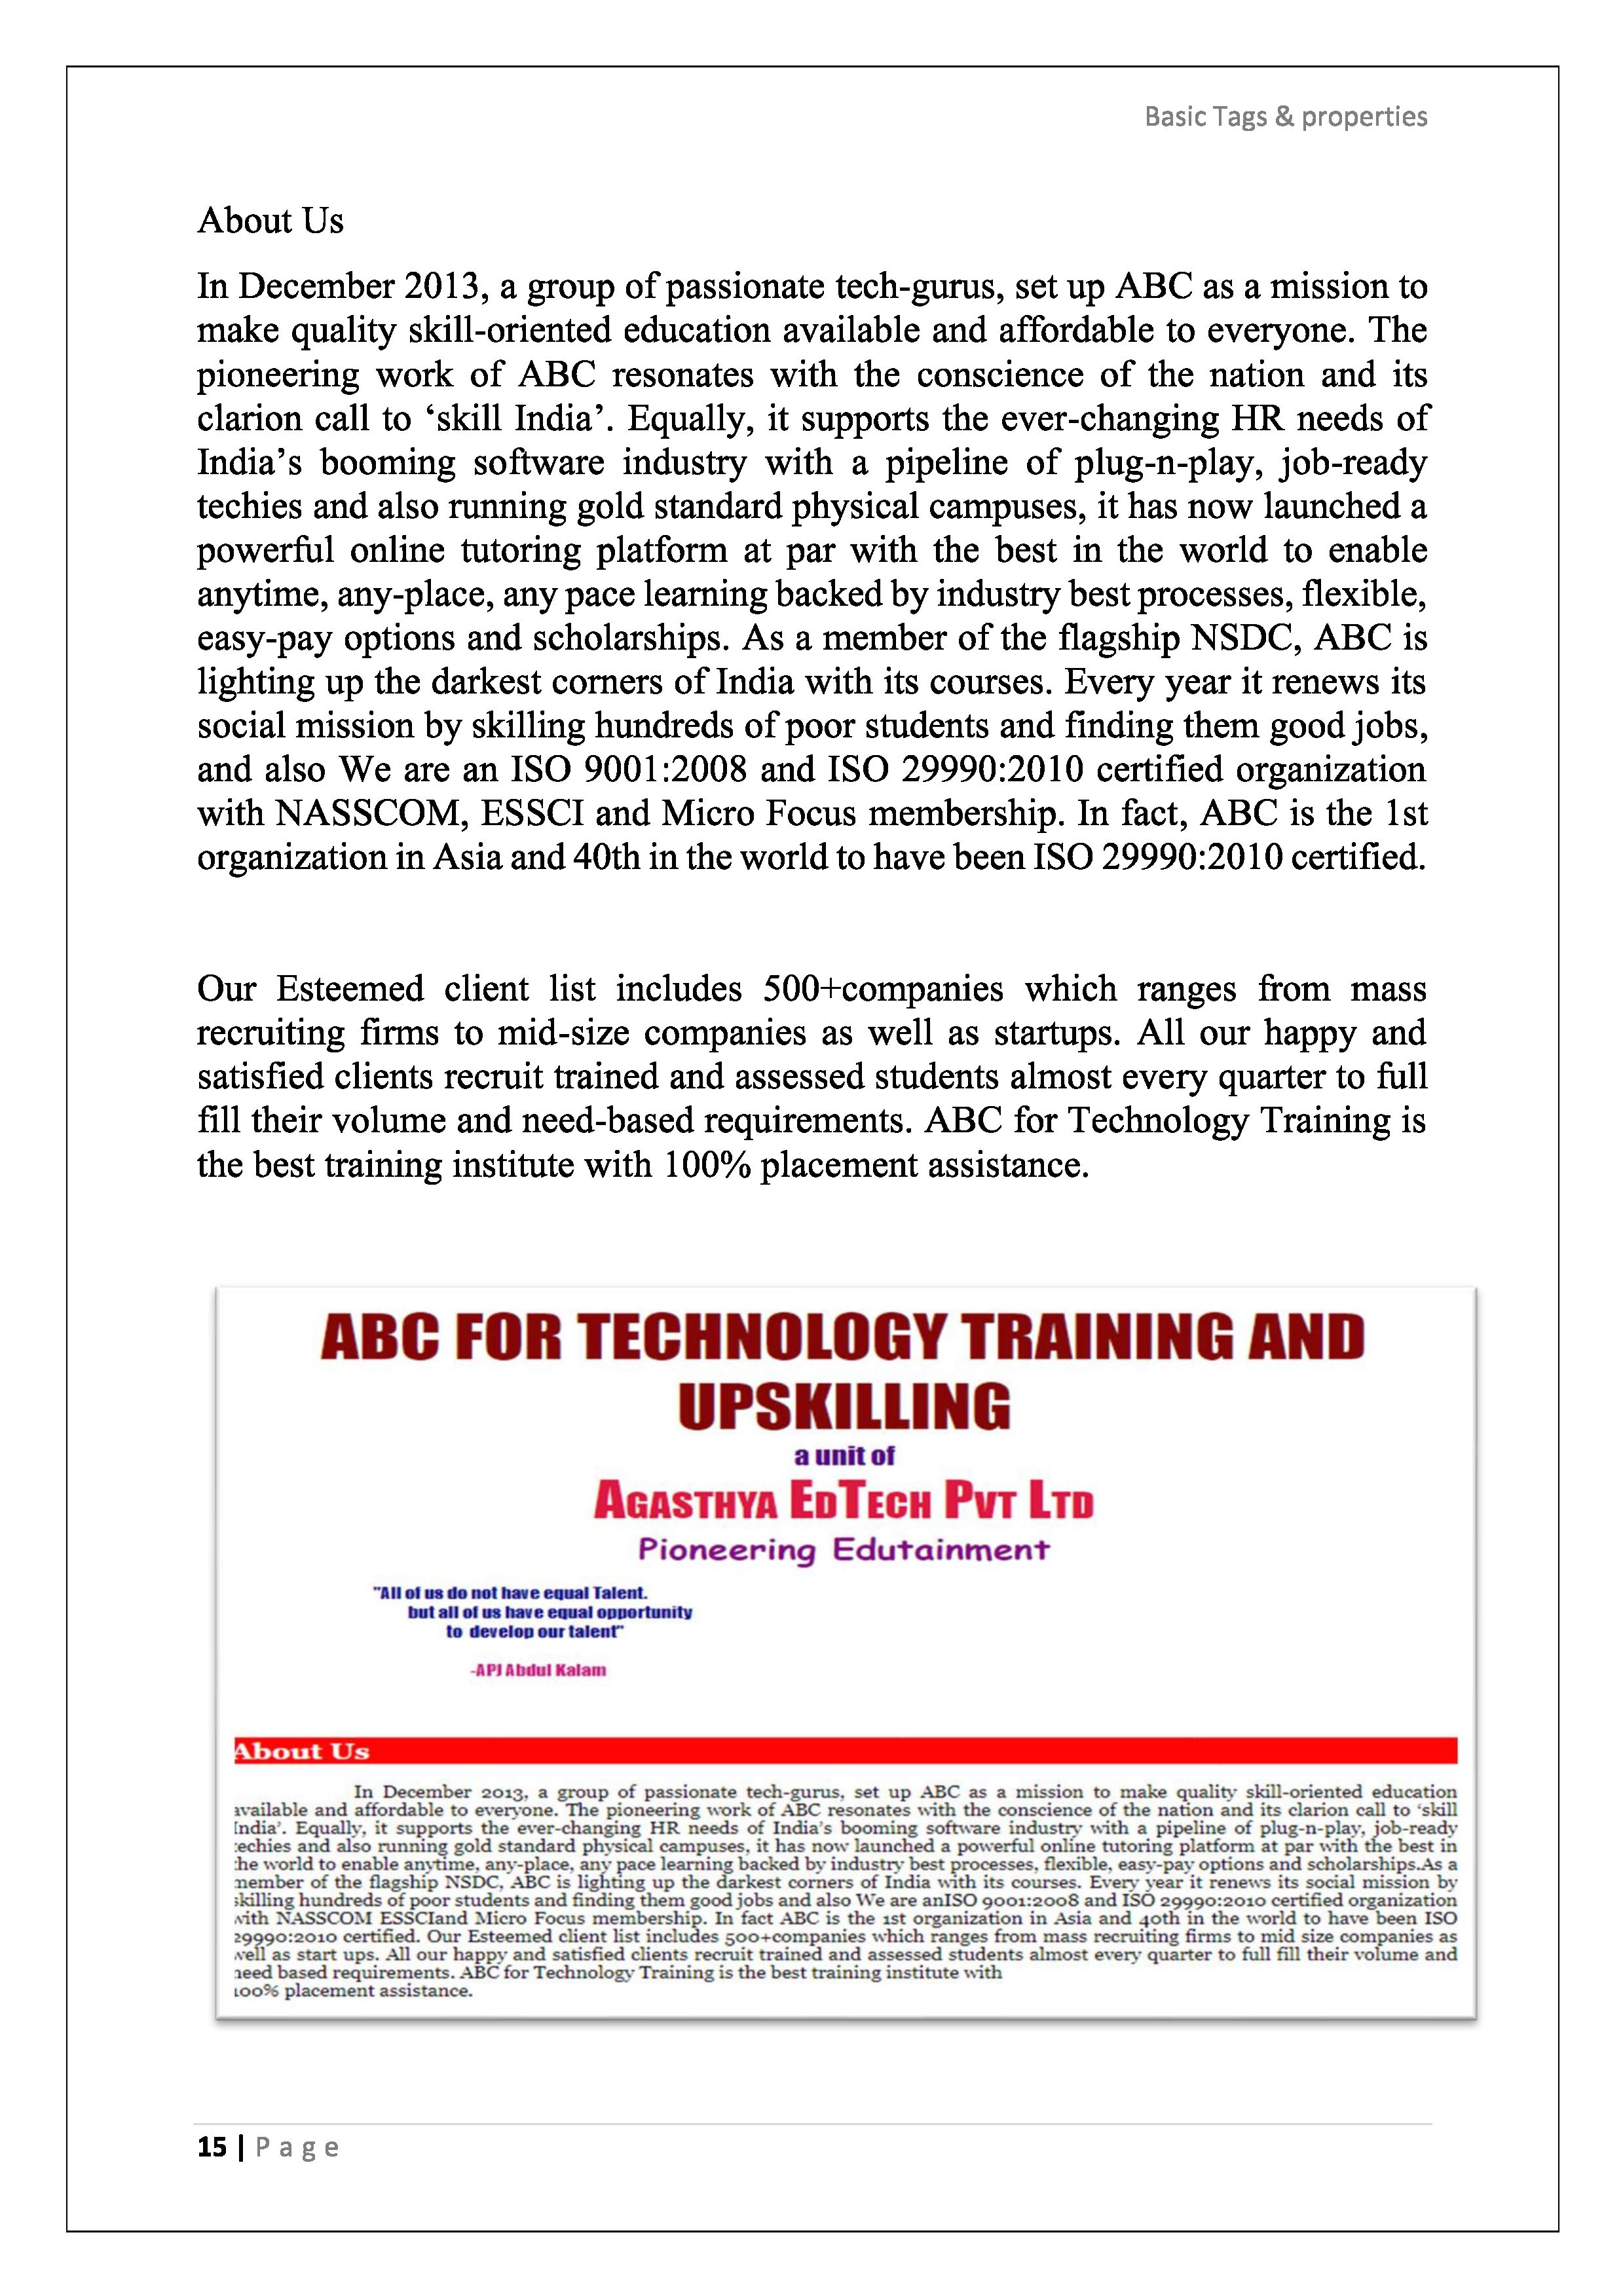 Basic Tags & properties
About Us
In December 2013, a group of passionate tech-gurus, set up ABC as a mission to
make quality skill-oriented education available and affordable to everyone. The
pioneering work of ABC resonates with the conscience of the nation and its
clarion call to ‘skill India’. Equally, it supports the ever-changing HR needs of
India’s booming software industry with a pipeline of plug-n-play, job-ready
techies and also running gold standard physical campuses, it has now launched a
powerful online tutoring platform at par with the best in the world to enable
anytime, any-place, any pace learning backed by industry best processes, flexible,
easy-pay options and scholarships. As a member of the flagship NSDC, ABC is
lighting up the darkest corners of India with its courses. Every year it renews its
social mission by skilling hundreds of poor students and finding them good jobs,
and also We are an ISO 9001:2008 and ISO 29990:2010 certified organization
with NASSCOM, ESSCI and Micro Focus membership. In fact, ABC is the 1st
organization in Asia and 40th in the world to have been ISO 29990:2010 certified.
Our Esteemed client list includes 500+companies which ranges from mass
recruiting firms to mid-size companies as well as startups. All our happy and
satisfied clients recruit trained and assessed students almost every quarter to full
fill their volume and need-based requirements. ABC for Technology Training is
the best training institute with 100% placement assistance.
ABC FOR TECHNOLOGY TRAINING AND
UPSKILLING
a unit of
AGASTHYA EDTECH PVT LTD
Pioneering Edutainment
"All of us do not have equal Talent.
but all of us have equal opportunity
to develop our talent"
-APJ Abdul Kalam
About Us
In December 2013, a group of passionate tech-gurus, set up ABC as a mission to make quality skill-oriented education
available and affordable to everyone. The pioneering work of ABC resonates with the conscience of the nation and its clarion call to ‘skill
India’. Equally, it supports the ever-changing HR needs of India’s booming software industry with a pipeline of plug-n-play, job-ready
techies and also running gold standard physical campuses, it has now launched a powerful online tutoring platform at par with the best in
the world to enable anytime, any-place, any pace learning backed by industry best processes, flexible, easy-pay options and scholarships.As a
member of the flagship NSDC, ABC is lighting up the darkest corners of India with its courses. Every year it renews its social mission by
skilling hundreds of poor students and finding them good jobs and also We are anISO 9001:2008 and ISO 29990:2010 certified organization
with NASSCOM ESSCIand Micro Focus membership. In fact ABC is the 1st organization in Asia and 40th in the world to have been ISO
29990:2010 certified. Our Esteemed client list includes 500+companies which ranges from mass recruiting firms to mid size companies as
well as start ups. All our happy and satisfied clients recruit trained and assessed students almost every quarter to full fill their volume and
need based requirements. ABC for Technology Training is the best training institute with
100% placement assistance.
15 | Page